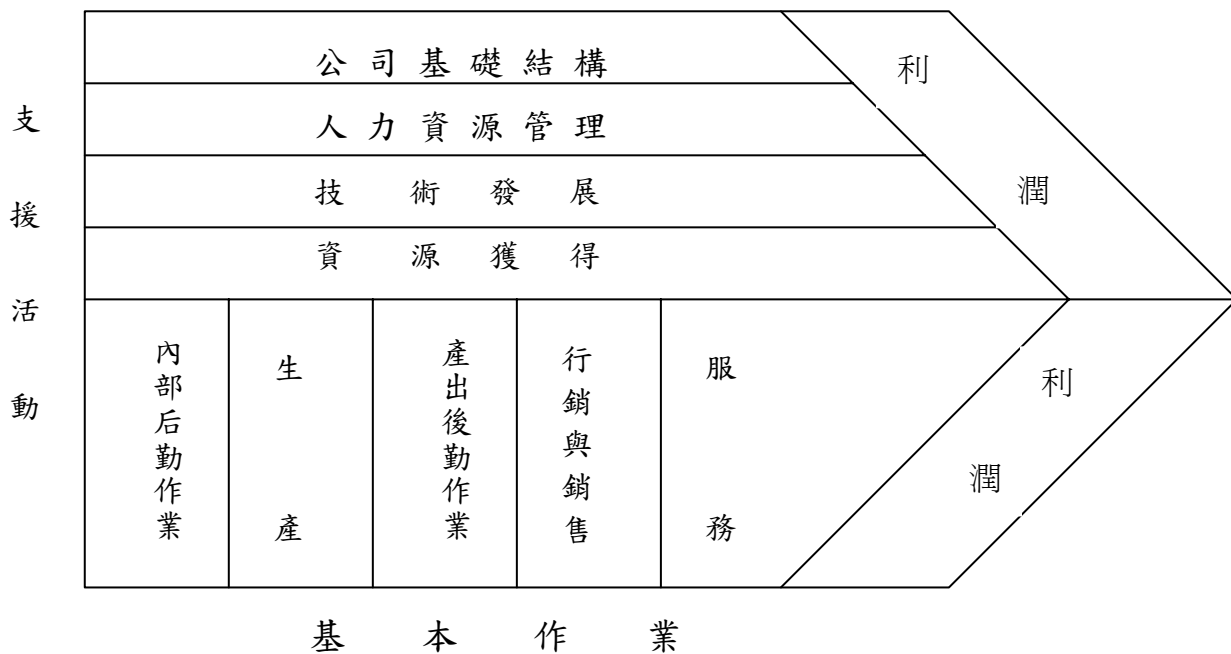 公司基礎結構
人力資源管理
技術發展
資源獲得
支援活動
利潤
內部后勤作業
生產
產出後勤作業
行銷與銷售
服務
利潤
基本作業